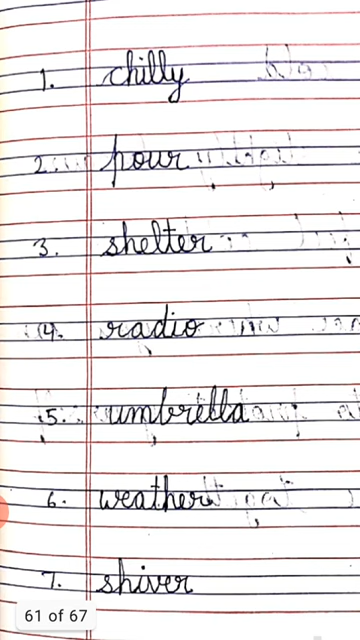 1. chilly
2. pour
3. shelter
4. radio
5. umbrella
6. weather
7. shiver
61 of 67